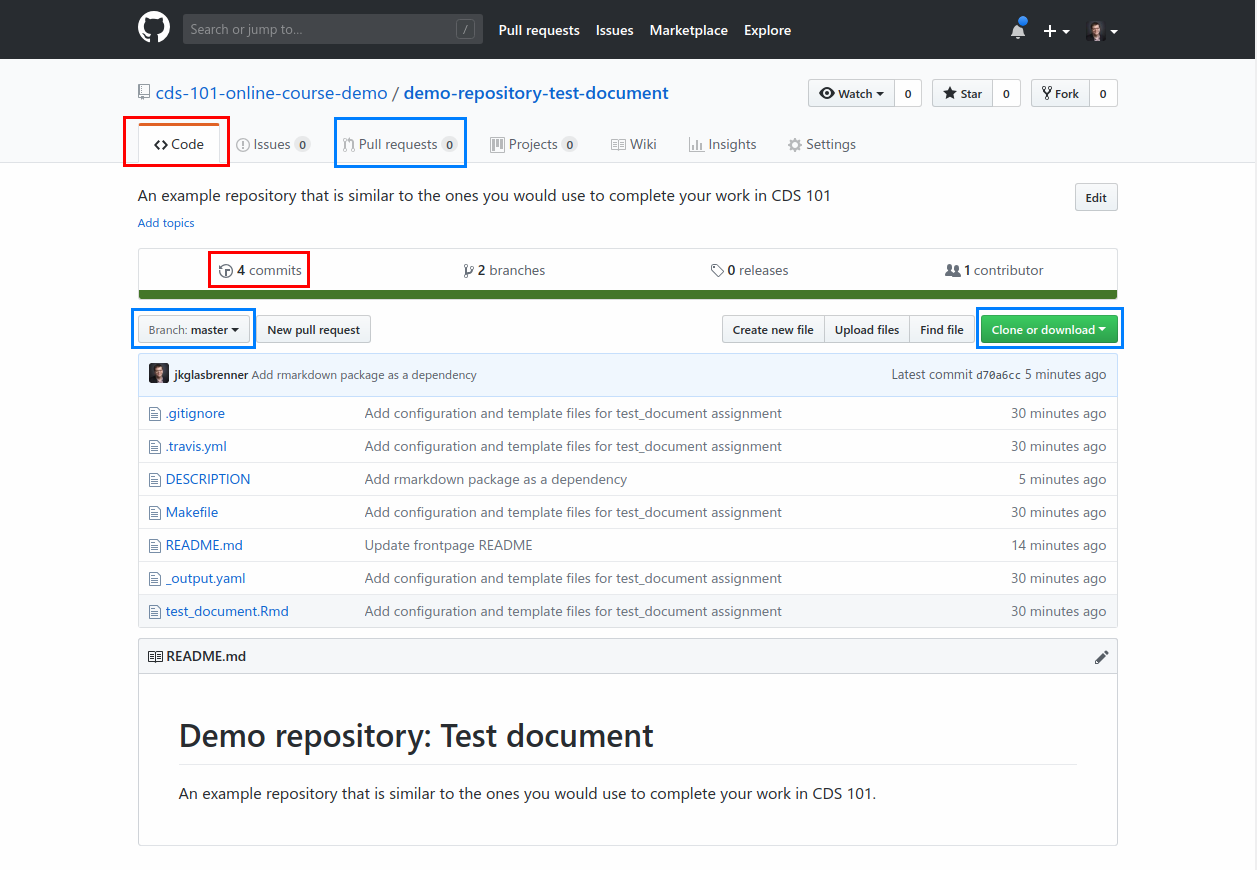 Search or jump to... / Pull requests Issues Marketplace Explore
cds-101-online-course-demo / demo-repository-test-document Watch 0 Star 0 Fork 0
Code Issues 0 Pull requests 0 Projects 0 Wiki Insights Settings
An example repository that is similar to the ones you would use to complete your work in CDS 101 Edit
Add topics
4 commits 2 branches 0 releases 1 contributor
Branch: master New pull request Create new file Upload files Find file Clone or download
jkglasbrenner Add rmarkdown package as a dependency Latest commit d70a6cc 5 minutes ago
.gitignore Add configuration and template files for test_document assignment 30 minutes ago
.travis.yml Add configuration and template files for test_document assignment 30 minutes ago
DESCRIPTION Add rmarkdown package as a dependency 5 minutes ago
Makefile Add configuration and template files for test_document assignment 30 minutes ago
README.md Update frontpage README 14 minutes ago
_output.yaml Add configuration and template files for test_document assignment 30 minutes ago
test_document.Rmd Add configuration and template files for test_document assignment 30 minutes ago
README.md
Demo repository: Test document
An example repository that is similar to the ones you would use to complete your work in CDS 101.